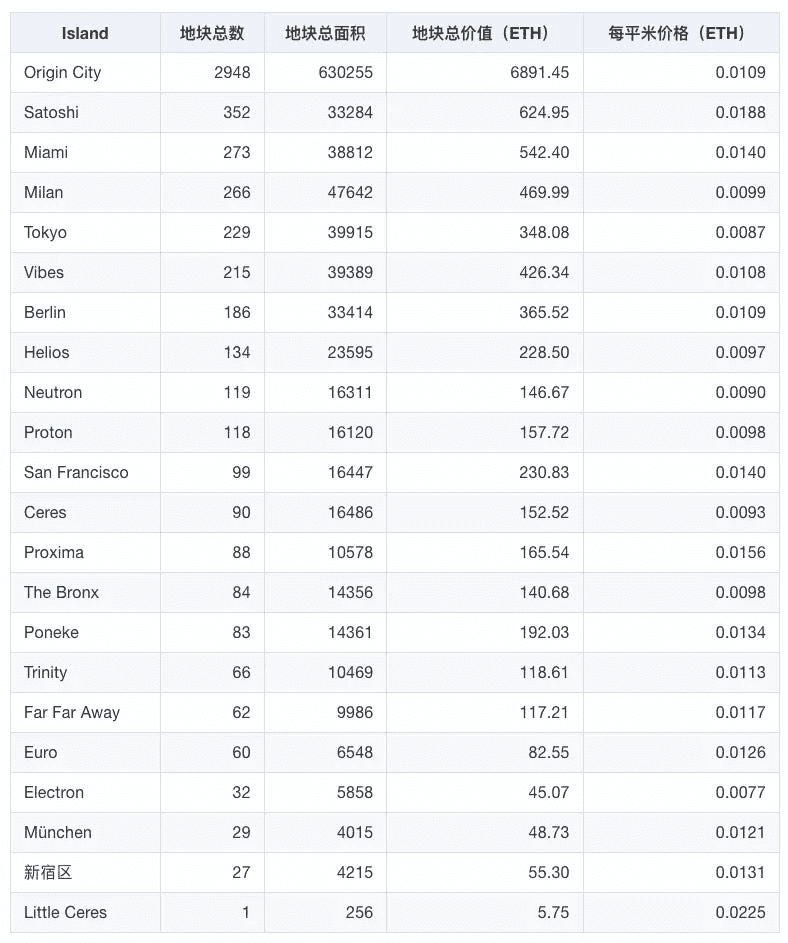 Island 地块总数 地块总面积 地块总价值（ETH） 每平米价格（ETH）
Origin City 2948 630255 6891.45 0.0109
Satoshi 352 33284 624.95 0.0188
Miami 273 38812 542.40 0.0140
Milan 266 47642 469.99 0.0099
Tokyo 229 39915 348.08 0.0087
Vibes 215 39389 426.34 0.0108
Berlin 186 33414 365.52 0.0109
Helios 134 23595 228.50 0.0097
Neutron 119 16311 146.67 0.0090
Proton 118 16120 157.72 0.0098
San Francisco 99 16447 230.83 0.0140
Ceres 90 16486 152.52 0.0093
Proxima 88 10578 165.54 0.0156
The Bronx 84 14356 140.68 0.0098
Poneke 83 14361 192.03 0.0134
Trinity 66 10469 118.61 0.0113
Far Far Away 62 9986 117.21 0.0117
Euro 60 6548 82.55 0.0126
Electron 32 5858 45.07 0.0077
München 29 4015 48.73 0.0121
新宿区 27 4215 55.30 0.0131
Little Ceres 1 256 5.75 0.0225